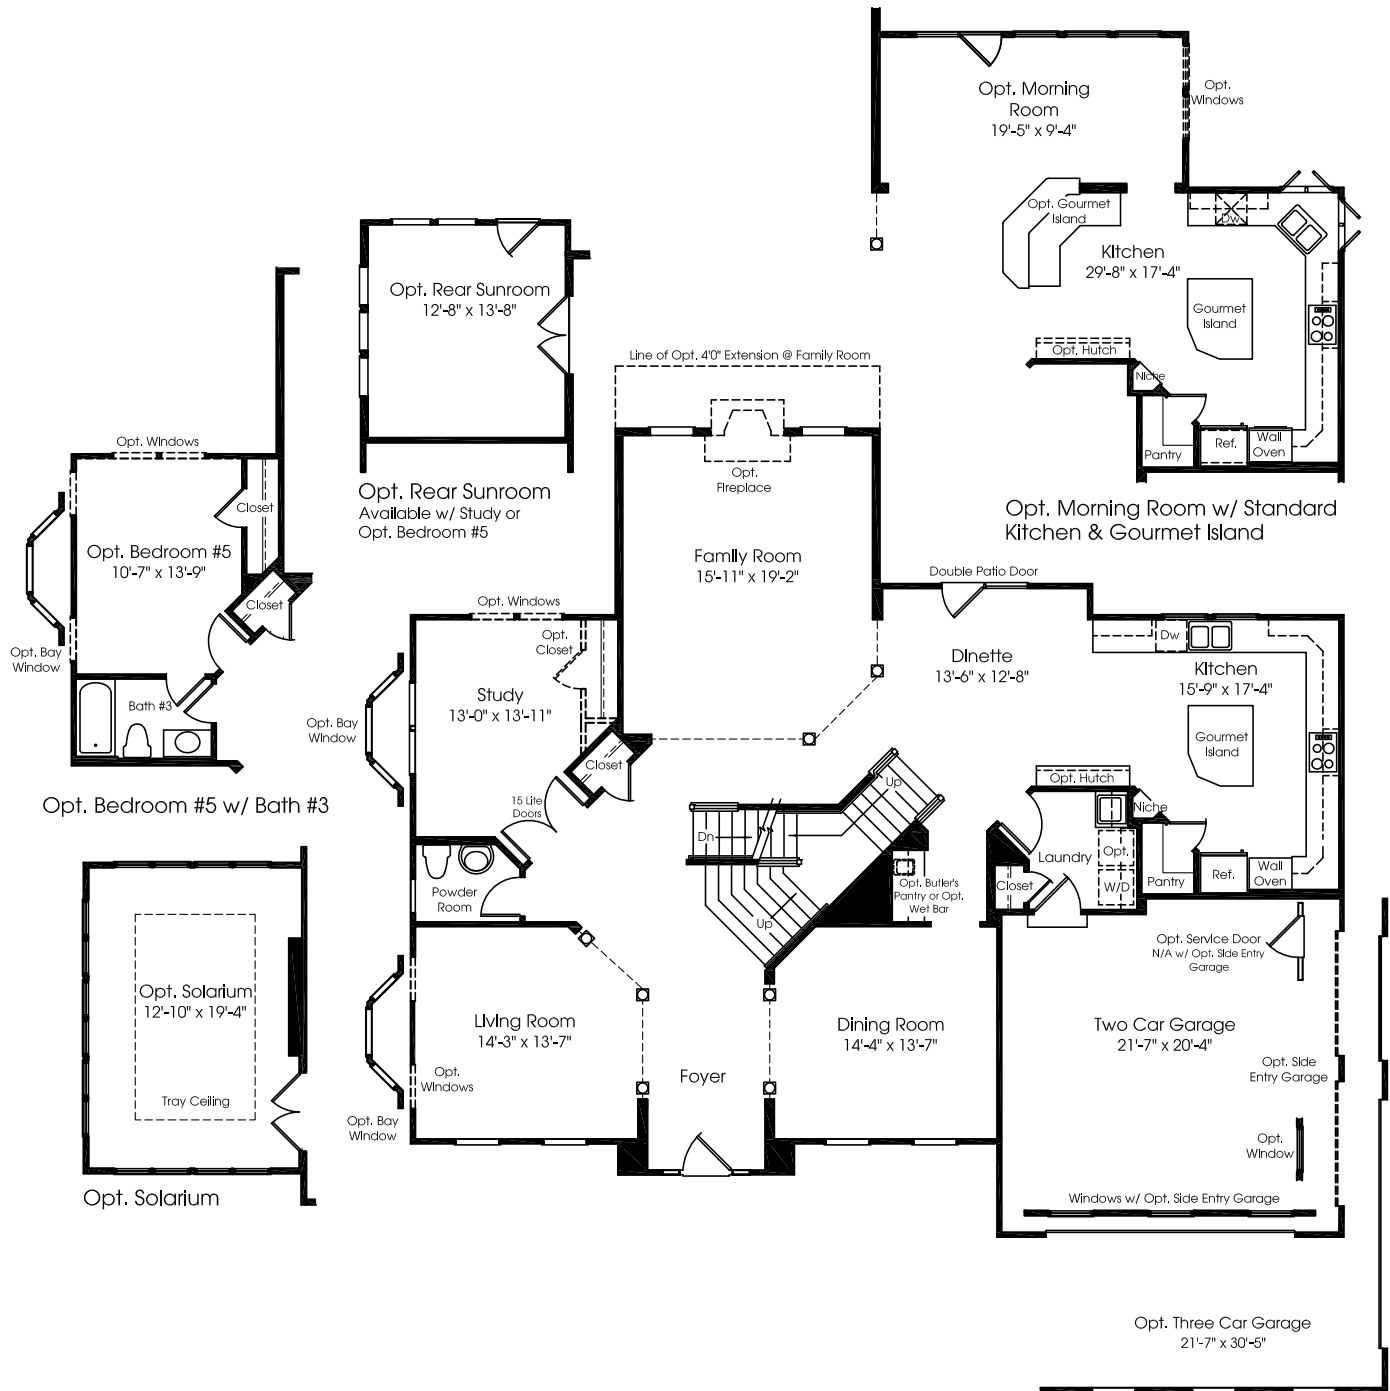 Opt. Morning
Room
19'-5" x 9'-4"
Opt.
Windows
Opt. Gourmet
Island
Dw
Kitchen
29'-8" x 17'-4"
Gourmet
Island
Opt. Hutch
Niche
Pantry
Ref.
Wall
Oven
Opt. Morning Room w/ Standard
Kitchen & Gourmet Island
Opt. Rear Sunroom
12'-8" x 13'-8"
Opt. Rear Sunroom
Available w/ Study or
Opt. Bedroom #5
Opt. Windows
Closet
Opt. Bedroom #5
10'-7" x 13'-9"
Closet
Opt. Bay
Window
Bath #3
Opt. Bedroom #5 w/ Bath #3
Line of Opt. 4'0" Extension @ Family Room
Opt.
Fireplace
Family Room
15'-11" x 19'-2"
Double Patio Door
Opt. Windows
Opt.
Closet
Study
13'-0" x 13'-11"
Opt. Bay
Window
Closet
15 Lite
Doors
Dinette
13'-6" x 12'-8"
Dw
Kitchen
15'-9" x 17'-4"
Gourmet
Island
Opt. Hutch
Niche
Up
Dn
Up
Laundry
Opt.
W/D
Closet
Pantry
Ref.
Wall
Oven
Powder
Room
Opt. Butler's
Pantry or Opt.
Wet Bar
Opt. Solarium
12'-10" x 19'-4"
Tray Ceiling
Opt. Solarium
Living Room
14'-3" x 13'-7"
Opt.
Windows
Opt. Bay
Window
Foyer
Dining Room
14'-4" x 13'-7"
Opt. Service Door
N/A w/ Opt. Side Entry
Garage
Two Car Garage
21'-7" x 20'-4"
Opt. Side
Entry Garage
Opt.
Window
Windows w/ Opt. Side Entry Garage
Opt. Three Car Garage
21'-7" x 30'-5"